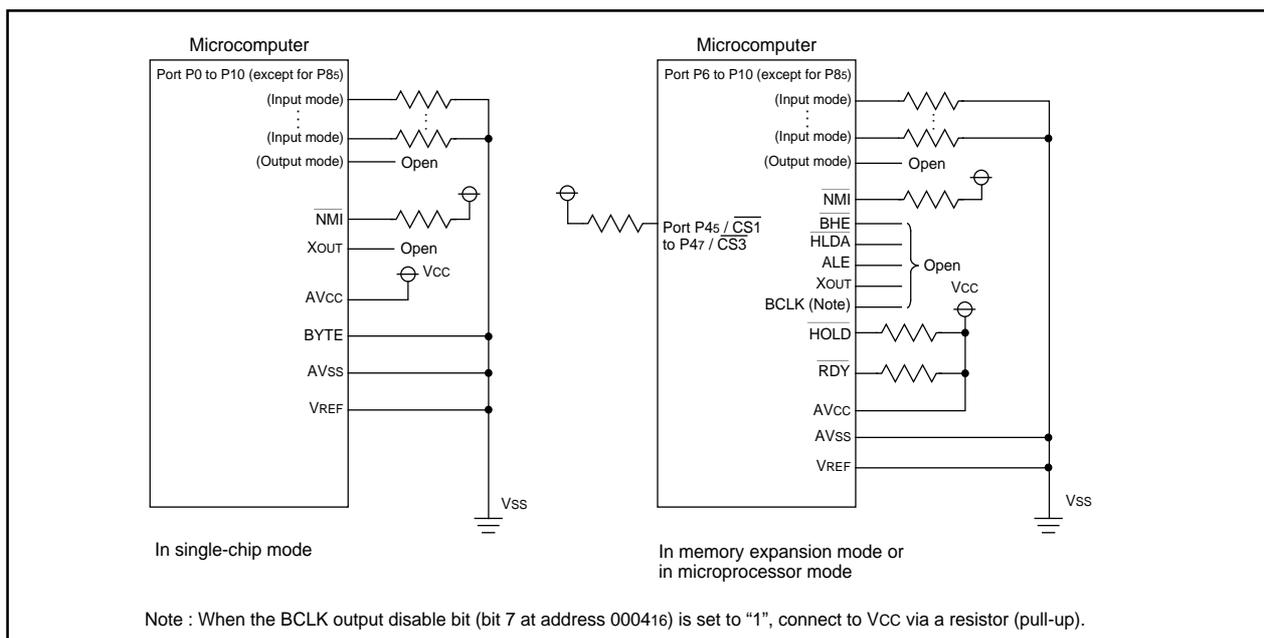 Microcomputer
Port P0 to P10 (except for P85)
(Input mode)
(Input mode)
(Output mode)
Open
NMI
XOUT
Open
VCC
AVCC
BYTE
AVSS
VREF
VSS
In single-chip mode
Microcomputer
Port P6 to P10 (except for P85)
(Input mode)
(Input mode)
(Output mode)
Open
NMI
Port P45 / CS1
to P47 / CS3
BHE
HLDA
ALE
Open
XOUT
BCLK (Note)
VCC
HOLD
RDY
AVCC
AVSS
VREF
VSS
In memory expansion mode or
in microprocessor mode
Note : When the BCLK output disable bit (bit 7 at address 000416) is set to “1”, connect to VCC via a resistor (pull-up).